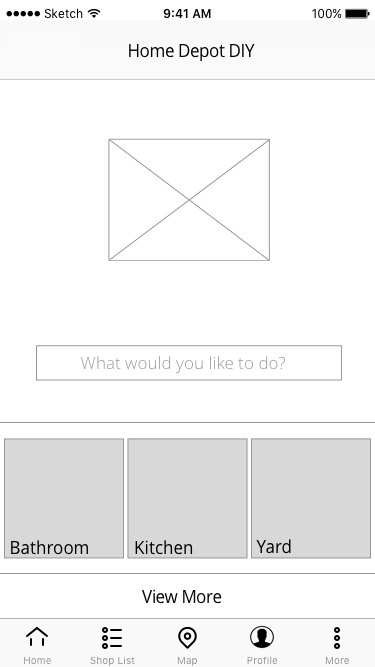 Sketch 9:41 AM 100%
Home Depot DIY
What would you like to do?
Bathroom Kitchen Yard
View More
Home Shop List Map Profile More